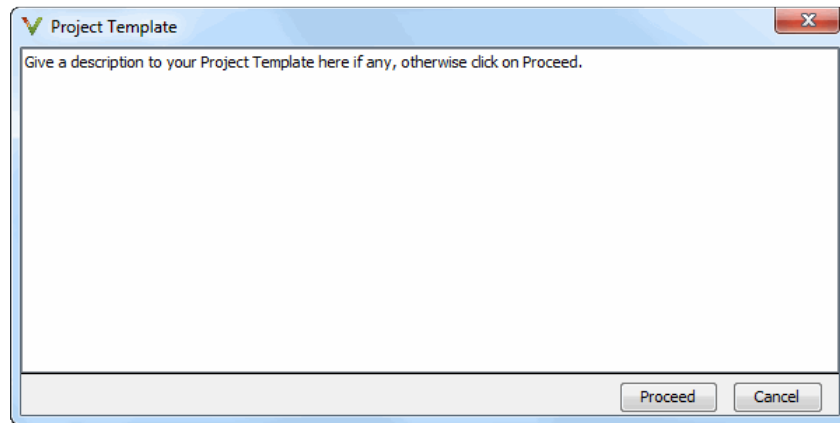 Project Template
Give a description to your Project Template here if any, otherwise click on Proceed.
Proceed
Cancel